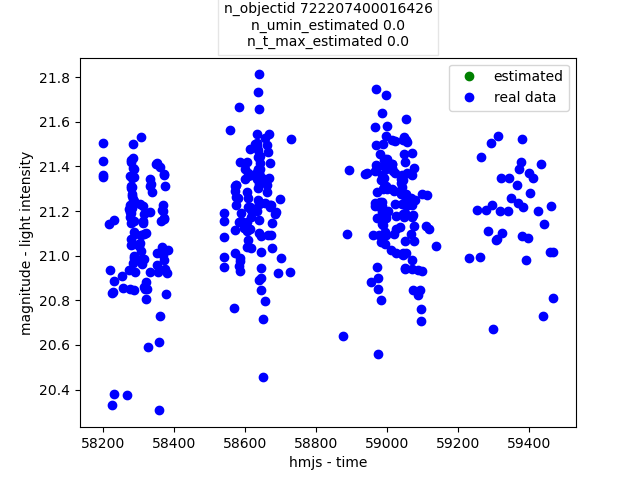 n_objectid 722207400016426
n_umin_estimated 0.0
n_t_max_estimated 0.0
estimated
real data
21.8
21.6
21.4
21.2
21.0
20.8
20.6
20.4
magnitude - light intensity
58200 58400 58600 58800 59000 59200 59400
hmjs - time